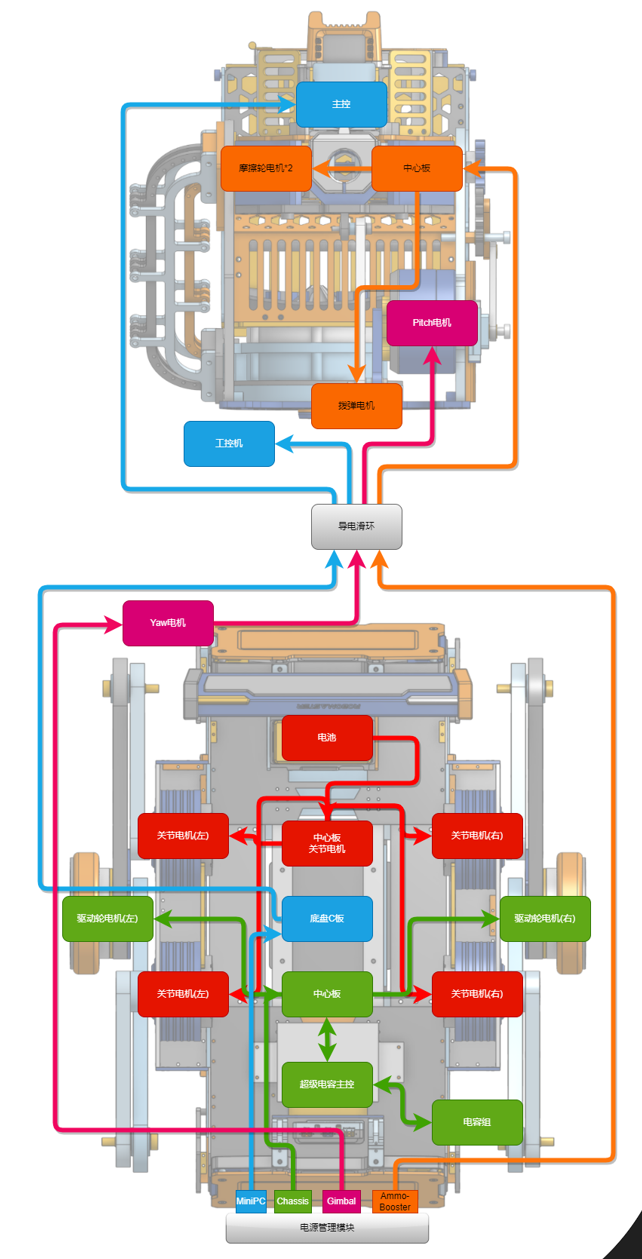 主控
摩擦轮电机*2
中心板
Pitch电机
拨弹电机
工控机
导电滑环
Yaw电机
电池
关节电机(左)
中心板
关节电机
关节电机(右)
驱动轮电机(左)
底盘C板
驱动轮电机(右)
关节电机(左)
中心板
关节电机(右)
超级电容主控
电容组
MiniPC
Chassis
Gimbal
Ammo-
Booster
电源管理模块